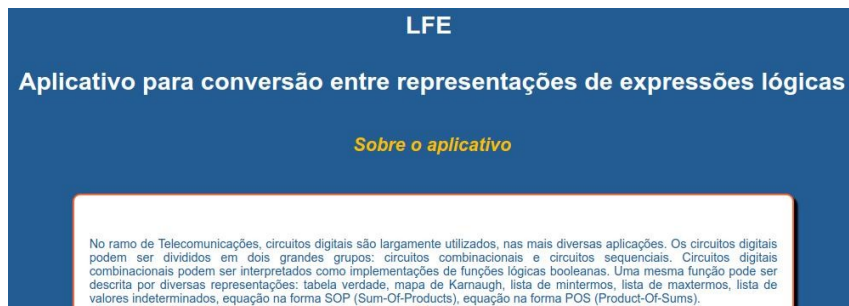 LFE
Aplicativo para conversão entre representações de expressões lógicas
Sobre o aplicativo
No ramo de Telecomunicações, circuitos digitais são largamente utilizados, nas mais diversas aplicações. Os circuitos digitais
podem ser divididos em dois grandes grupos: circuitos combinacionais e circuitos sequenciais. Circuitos digitais
combinacionais podem ser interpretados como implementações de funções lógicas booleanas. Uma mesma função pode ser
descrita por diversas representações: tabela verdade, mapa de Karnaugh, lista de mintermos, lista de maxtermos, lista de
valores indeterminados, equação na forma SOP (Sum-Of-Products), equação na forma POS (Product-Of-Sums).